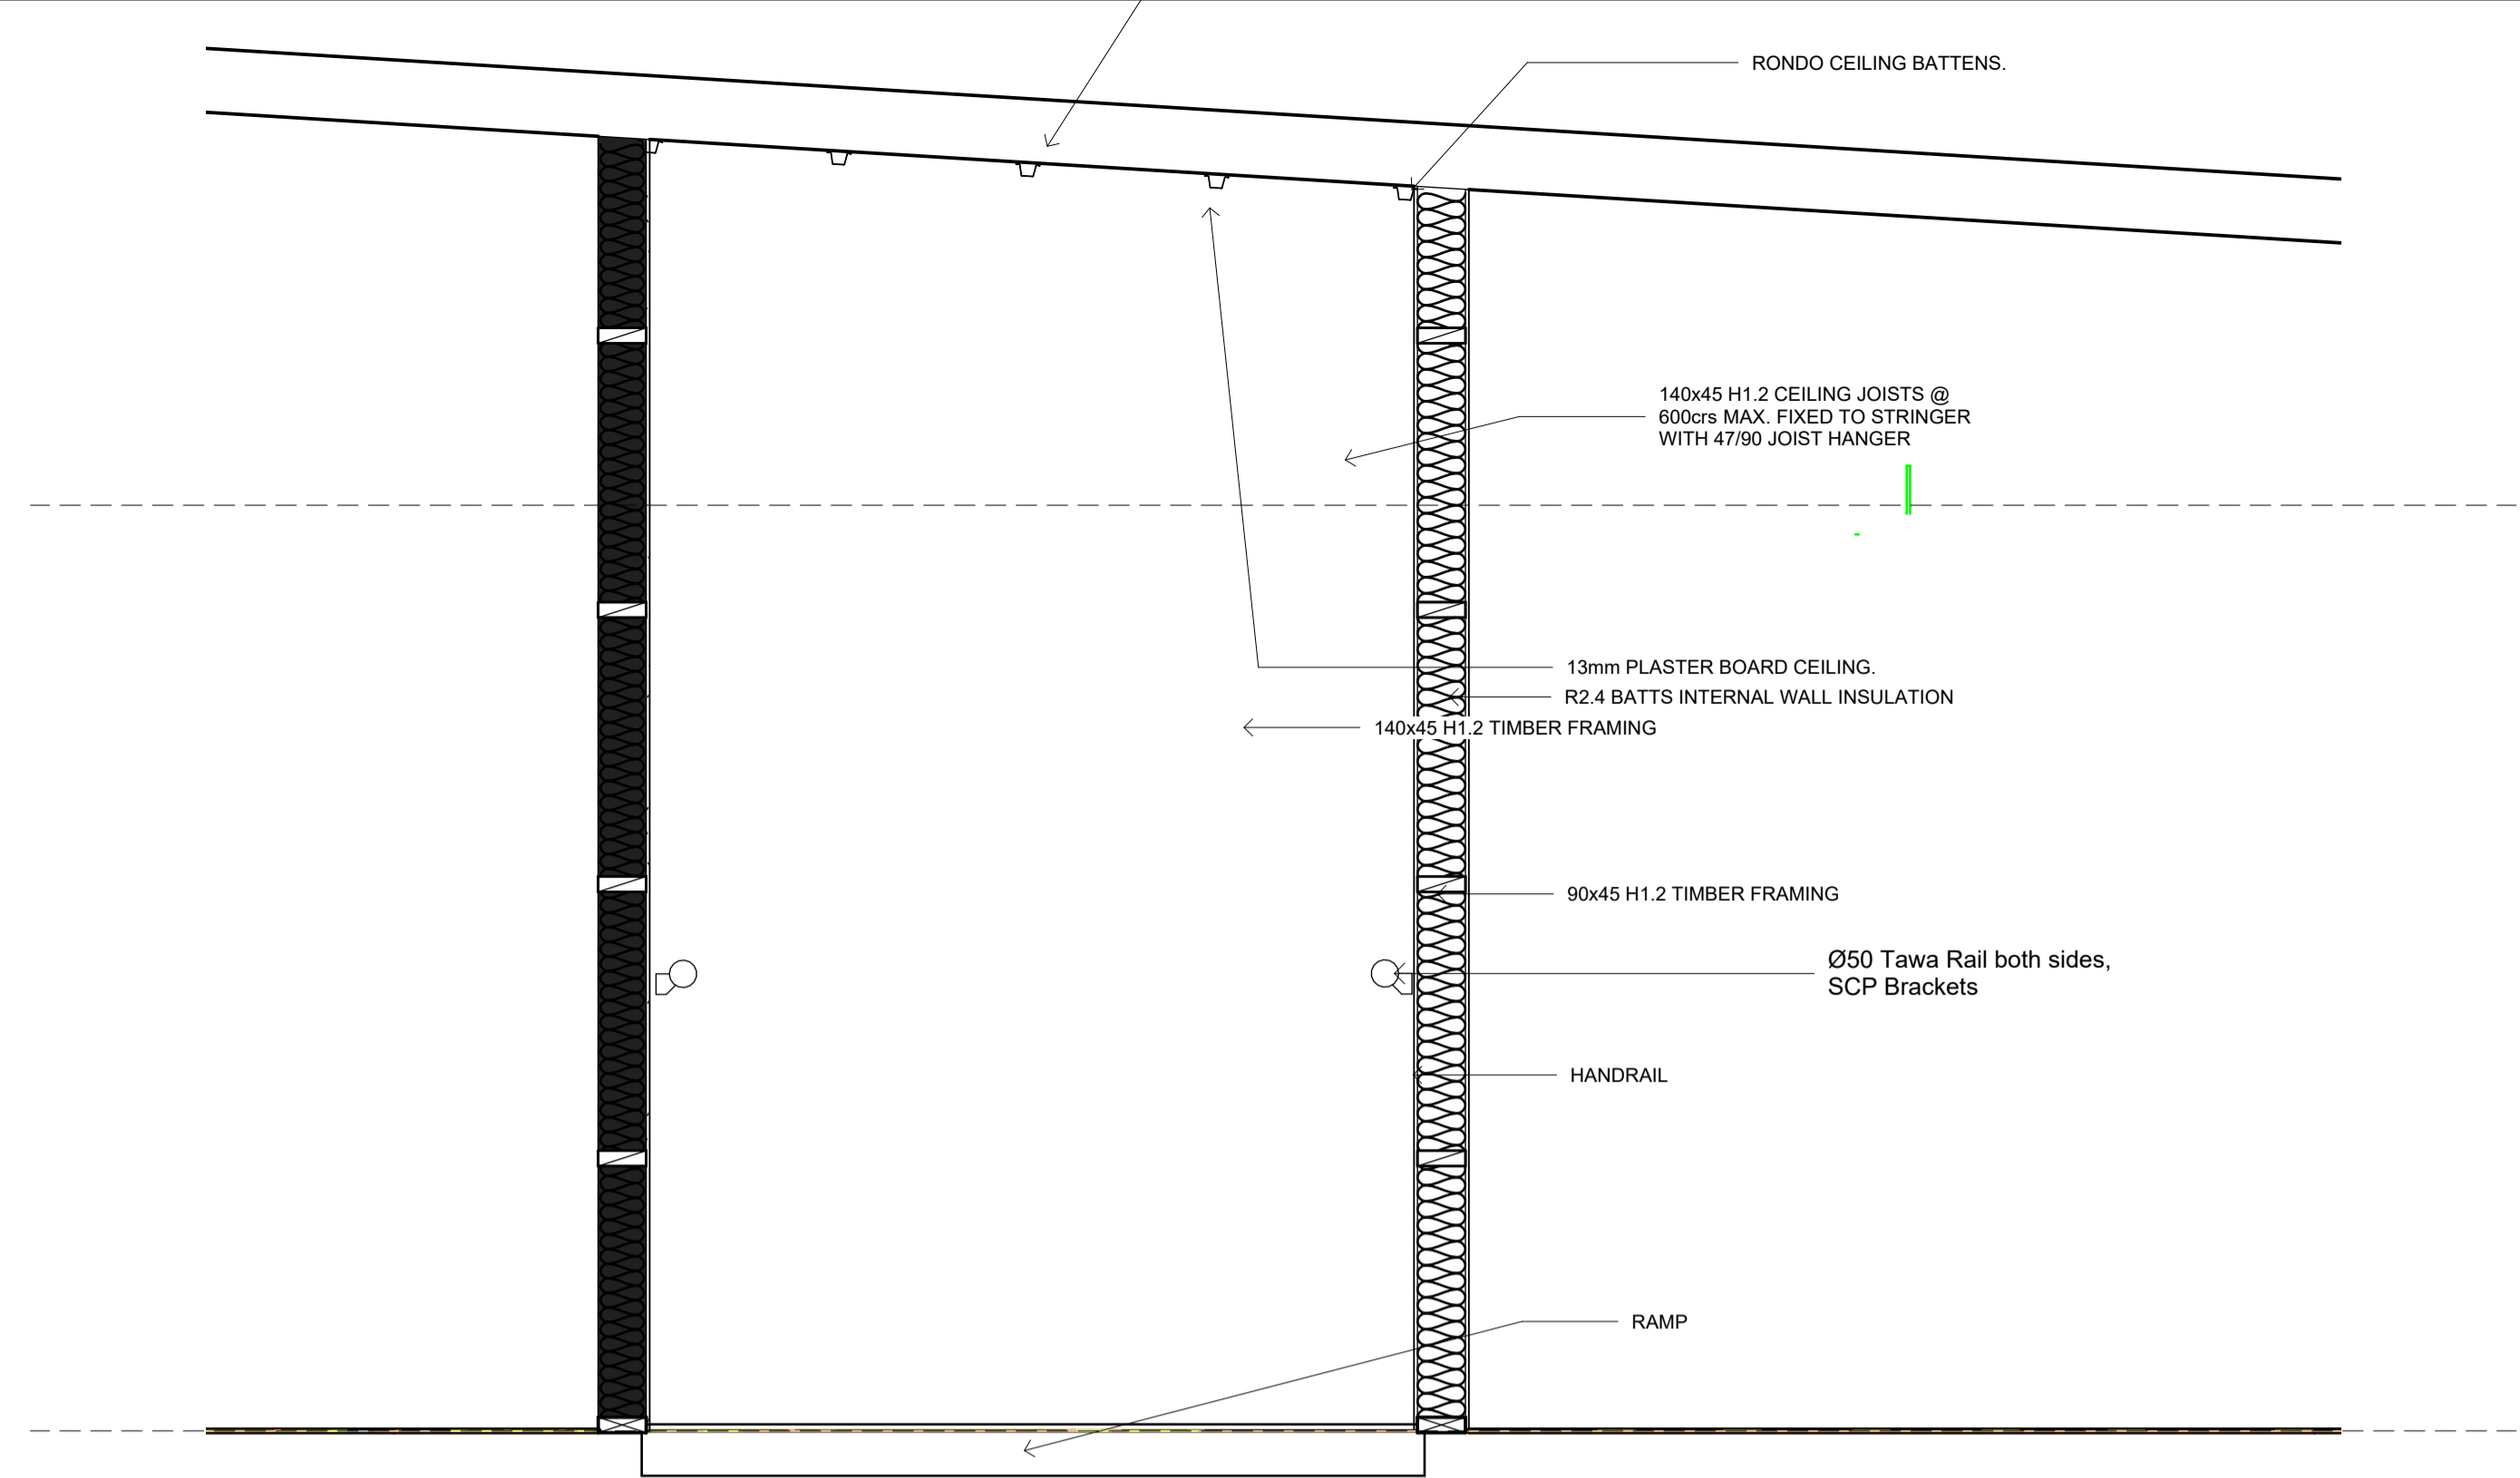 RONDO CEILING BATTENS.
140x45 H1.2 CEILING JOISTS @
600crs MAX. FIXED TO STRINGER
WITH 47/90 JOIST HANGER
13mm PLASTER BOARD CEILING.
R2.4 BATTS INTERNAL WALL INSULATION
140x45 H1.2 TIMBER FRAMING
90x45 H1.2 TIMBER FRAMING
Ø50 Tawa Rail both sides,
SCP Brackets
HANDRAIL
RAMP